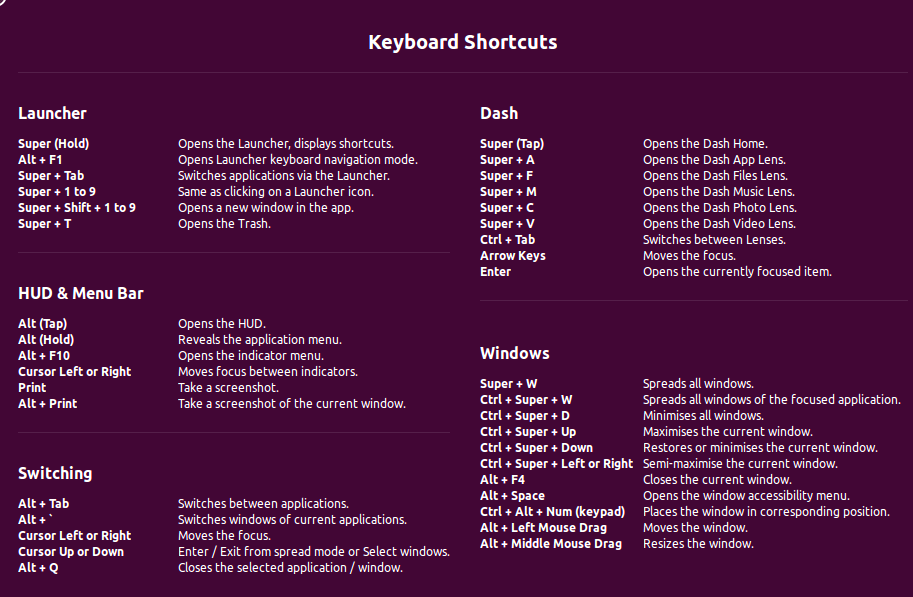 Keyboard Shortcuts
Launcher
Super (Hold) Opens the Launcher, displays shortcuts.
Alt + F1 Opens Launcher keyboard navigation mode.
Super + Tab Switches applications via the Launcher.
Super + 1 to 9 Same as clicking on a Launcher icon.
Super + Shift + 1 to 9 Opens a new window in the app.
Super + T Opens the Trash.
HUD & Menu Bar
Alt (Tap) Opens the HUD.
Alt (Hold) Reveals the application menu.
Alt + F10 Opens the indicator menu.
Cursor Left or Right Moves focus between indicators.
Print Take a screenshot.
Alt + Print Take a screenshot of the current window.
Switching
Alt + Tab Switches between applications.
Alt + ` Switches windows of current applications.
Cursor Left or Right Moves the focus.
Cursor Up or Down Enter / Exit from spread mode or Select windows.
Alt + Q Closes the selected application / window.
Dash
Super (Tap) Opens the Dash Home.
Super + A Opens the Dash App Lens.
Super + F Opens the Dash Files Lens.
Super + M Opens the Dash Music Lens.
Super + C Opens the Dash Photo Lens.
Super + V Opens the Dash Video Lens.
Ctrl + Tab Switches between Lenses.
Arrow Keys Moves the focus.
Enter Opens the currently focused item.
Windows
Super + W Spreads all windows.
Ctrl + Super + W Spreads all windows of the focused application.
Ctrl + Super + D Minimises all windows.
Ctrl + Super + Up Maximises the current window.
Ctrl + Super + Down Restores or minimises the current window.
Ctrl + Super + Left or Right Semi-maximise the current window.
Alt + F4 Closes the current window.
Alt + Space Opens the window accessibility menu.
Ctrl + Alt + Num (keypad) Places the window in corresponding position.
Alt + Left Mouse Drag Moves the window.
Alt + Middle Mouse Drag Resizes the window.